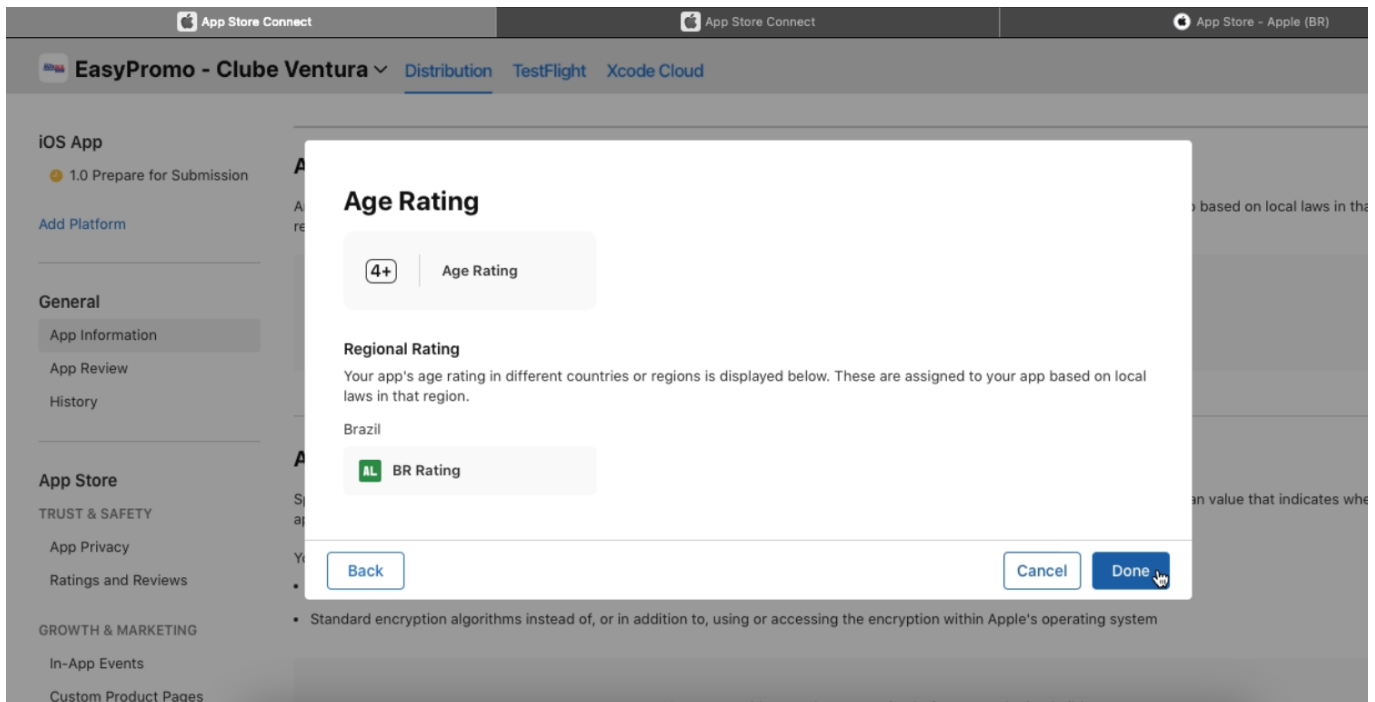 App Store Connect
App Store Connect
App Store - Apple (BR)
EasyPromo - Clube Ventura
Distribution
TestFlight
Xcode Cloud
iOS App
1.0 Prepare for Submission
Add Platform
General
App Information
App Review
History
App Store
TRUST & SAFETY
App Privacy
Ratings and Reviews
GROWTH & MARKETING
In-App Events
Custom Product Pages
based on local laws in
Age Rating
4+
Age Rating
Regional Rating
Your app's age rating in different countries or regions is displayed below. These are assigned to your app based on local
laws in that region.
Brazil
AL
BR Rating
value that indicates
Back
Cancel
Done
• Standard encryption algorithms instead of, or in addition to, using or accessing the encryption within Apple's operating system